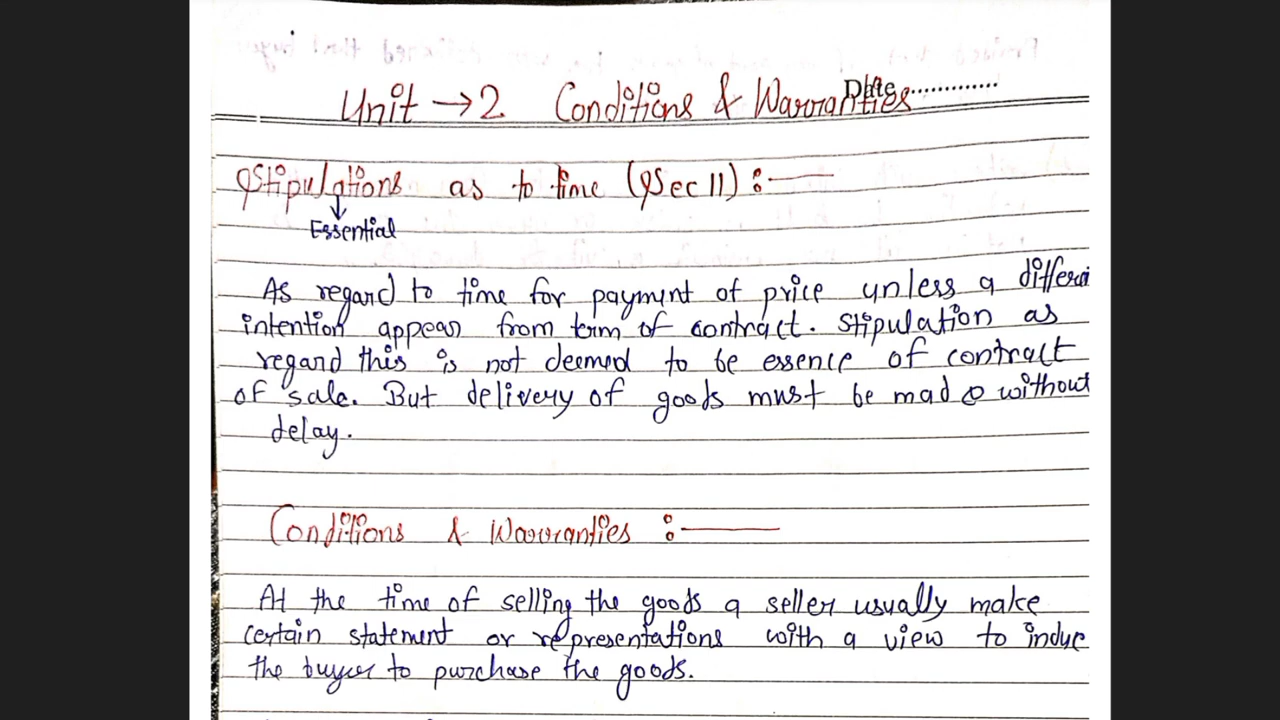 Date..............
Unit → 2 Conditions & Warranties
Stipulations as to time (Sec 11) :—
Essential
As regard to time for payment of price unless a differen
intention appear from term of contract. Stipulation as
regard this is not deemed to be essence of contract
of sale. But delivery of goods must be made without
delay.
Conditions & Warranties :—
At the time of selling the goods a seller usually make
certain statement or representations with a view to induce
the buyer to purchase the goods.